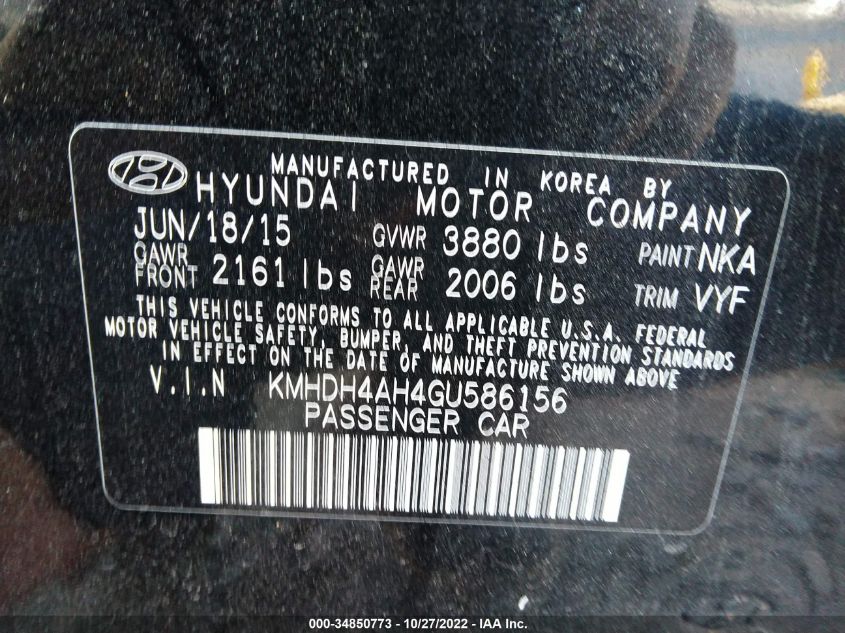 MANUFACTURED IN KOREA BY
HYUNDAI MOTOR COMPANY
JUN/18/15 GVWR 3880 lbs PAINT NKA
GAWR FRONT 2161 lbs GAWR REAR 2006 lbs TRIM VYF
THIS VEHICLE CONFORMS TO ALL APPLICABLE U.S.A. FEDERAL
MOTOR VEHICLE SAFETY, BUMPER, AND THEFT PREVENTION STANDARDS
IN EFFECT ON THE DATE OF MANUFACTURE SHOWN ABOVE.
V.I.N KMHDH4AH4GU586156
PASSENGER CAR
000-34850773 - 10/27/2022 - IAA Inc.